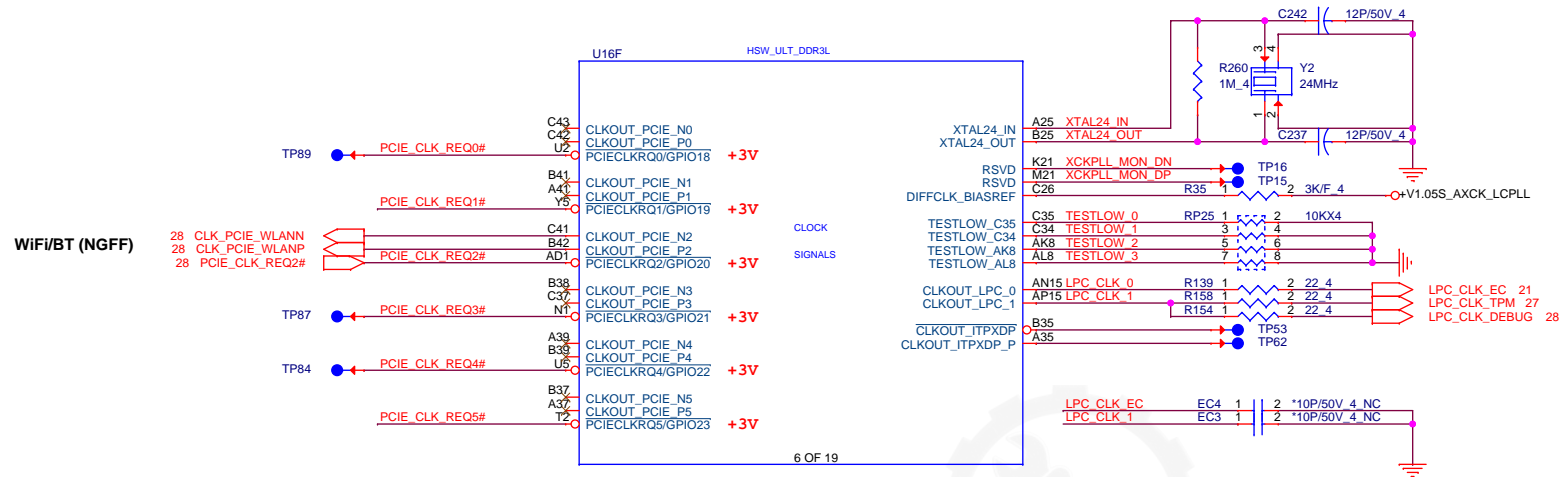 C242 12P/50V_4
U16F HSW_ULT_DDR3L
3 4
R260 Y2
1M_4 24MHz
1 2
C43 CLKOUT_PCIE_N0
C42 CLKOUT_PCIE_P0
TP89 PCIE_CLK_REQ0# U2 PCIECLKRQ0/GPIO18 +3V
XTAL24_IN A25 XTAL24_IN
XTAL24_OUT B25 XTAL24_OUT
C237 12P/50V_4
RSVD K21 XCKPLL_MON_DN TP16
RSVD M21 XCKPLL_MON_DP TP15
DIFFCLK_BIASREF C26 R35 1 2 3K/F_4 +V1.05S_AXCK_LCPLL
B41 CLKOUT_PCIE_N1
A41 CLKOUT_PCIE_P1
PCIE_CLK_REQ1# Y5 PCIECLKRQ1/GPIO19 +3V
CLOCK
SIGNALS
TESTLOW_C35 C35 TESTLOW_0 RP25 1 2 10KX4
TESTLOW_C34 C34 TESTLOW_1 3 4
TESTLOW_AK8 AK8 TESTLOW_2 5 6
TESTLOW_AL8 AL8 TESTLOW_3 7 8
WiFi/BT (NGFF)
28 CLK_PCIE_WLANN C41 CLKOUT_PCIE_N2
28 CLK_PCIE_WLANP B42 CLKOUT_PCIE_P2
28 PCIE_CLK_REQ2# PCIE_CLK_REQ2# AD1 PCIECLKRQ2/GPIO20 +3V
B38 CLKOUT_PCIE_N3
C37 CLKOUT_PCIE_P3
TP87 PCIE_CLK_REQ3# N1 PCIECLKRQ3/GPIO21 +3V
CLKOUT_LPC_0 AN15 LPC_CLK_0 R139 1 2 22_4 LPC_CLK_EC 21
CLKOUT_LPC_1 AP15 LPC_CLK_1 R158 1 2 22_4 LPC_CLK_TPM 27
R154 1 2 22_4 LPC_CLK_DEBUG 28
CLKOUT_ITPXDP B35 TP53
CLKOUT_ITPXDP_P A35 TP62
A39 CLKOUT_PCIE_N4
B39 CLKOUT_PCIE_P4
TP84 PCIE_CLK_REQ4# U5 PCIECLKRQ4/GPIO22 +3V
B37 CLKOUT_PCIE_N5
A37 CLKOUT_PCIE_P5
PCIE_CLK_REQ5# T2 PCIECLKRQ5/GPIO23 +3V
LPC_CLK_EC EC4 1 2 *10P/50V_4_NC
LPC_CLK_1 EC3 1 2 *10P/50V_4_NC
6 OF 19